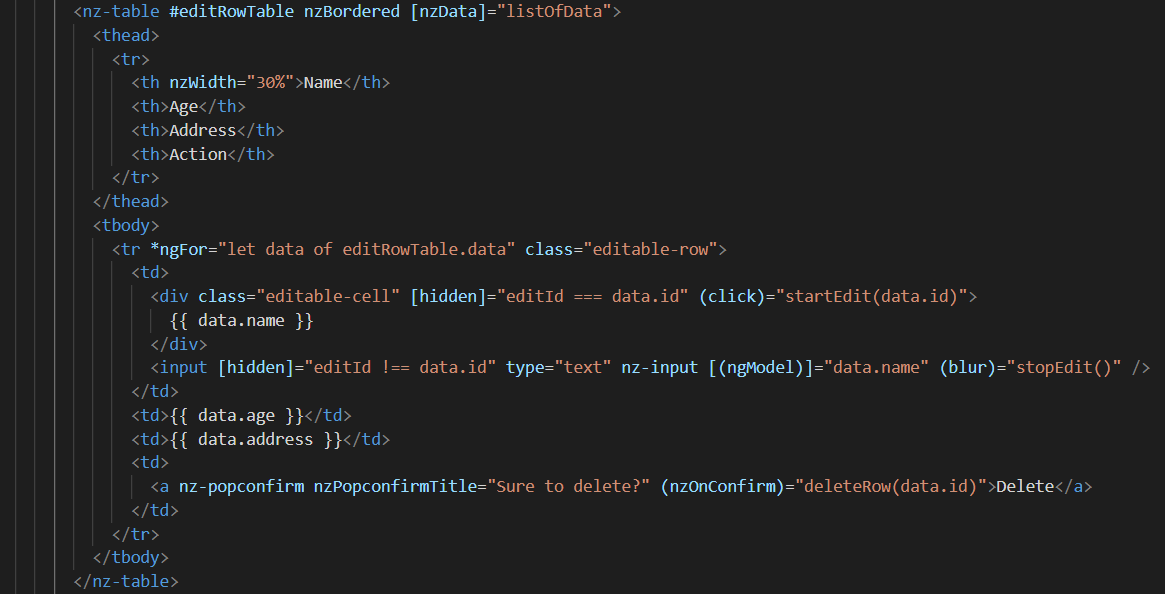 <nz-table #editRowTable nzBordered [nzData]="listOfData">
<thead>
<tr>
<th nzWidth="30%">Name</th>
<th>Age</th>
<th>Address</th>
<th>Action</th>
</tr>
</thead>
<tbody>
<tr *ngFor="let data of editRowTable.data" class="editable-row">
<td>
<div class="editable-cell" [hidden]="editId === data.id" (click)="startEdit(data.id)">
{{ data.name }}
</div>
<input [hidden]="editId !== data.id" type="text" nz-input [(ngModel)]="data.name" (blur)="stopEdit()" />
</td>
<td>{{ data.age }}</td>
<td>{{ data.address }}</td>
<td>
<a nz-popconfirm nzPopconfirmTitle="Sure to delete?" (nzOnConfirm)="deleteRow(data.id)">Delete</a>
</td>
</tr>
</tbody>
</nz-table>